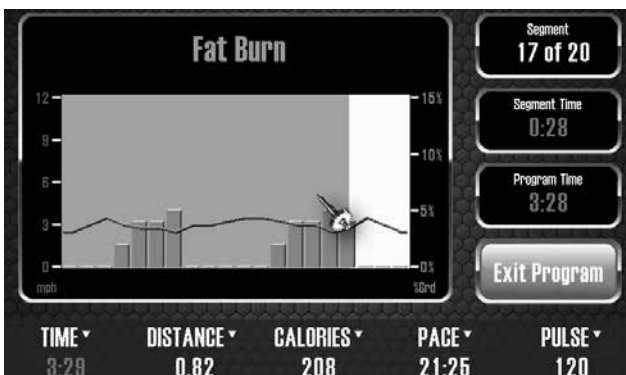 Fat Burn
12
9
6
3
0
mph
15%
10%
5%
0%
%Grd
Segment
17 of 20
Segment Time
0:28
Program Time
3:28
Exit Program
TIME DISTANCE CALORIES PACE PULSE
3:29 0.82 208 21:25 120